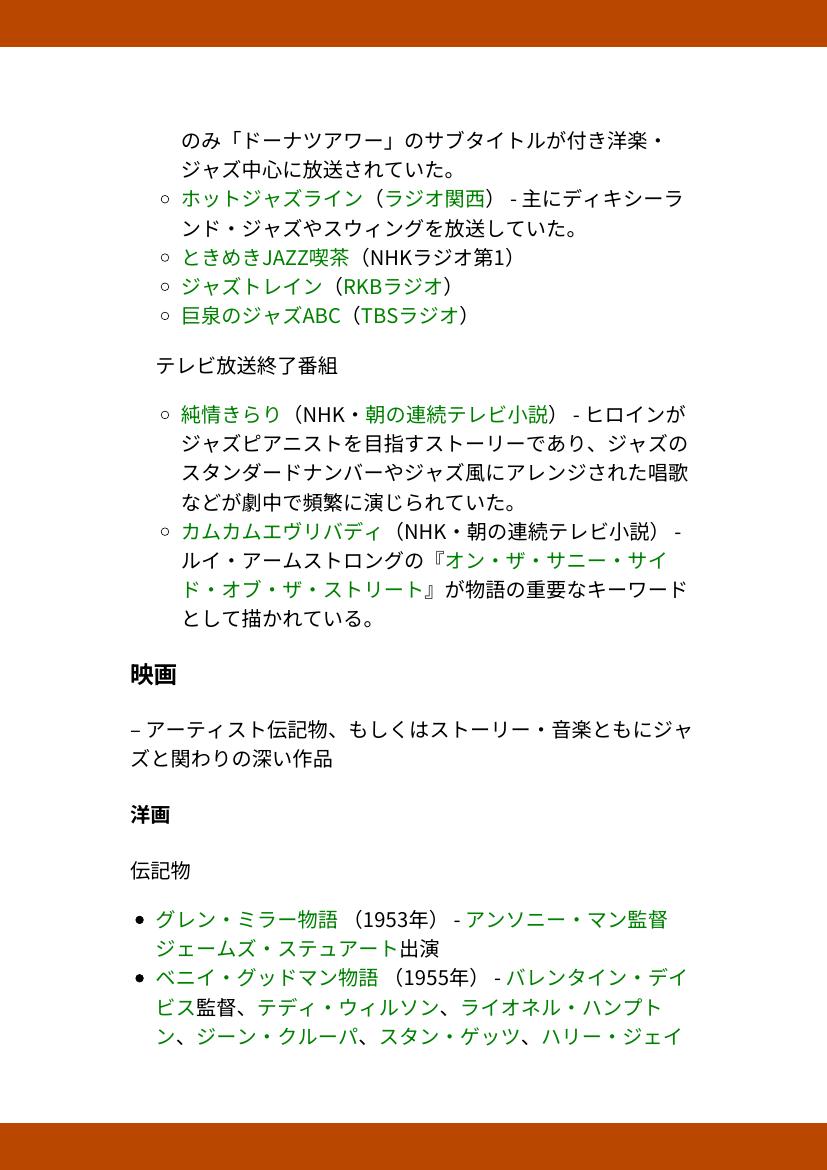 のみ「ドーナツアワー」のサブタイトルが付き洋楽・
ジャズ中心に放送されていた。
ホットジャズライン（ラジオ関西） - 主にディキシーラ
ンド・ジャズやスウィングを放送していた。
ときめきJAZZ喫茶（NHKラジオ第1）
ジャズトレイン（RKBラジオ）
巨泉のジャズABC（TBSラジオ）
テレビ放送終了番組
純情きらり（NHK・朝の連続テレビ小説） - ヒロインが
ジャズピアニストを目指すストーリーであり、ジャズの
スタンダードナンバーやジャズ風にアレンジされた唱歌
などが劇中で頻繁に演じられていた。
カムカムエヴリバディ（NHK・朝の連続テレビ小説） -
ルイ・アームストロングの『オン・ザ・サニー・サイ
ド・オブ・ザ・ストリート』が物語の重要なキーワード
として描かれている。
映画
– アーティスト伝記物、もしくはストーリー・音楽ともにジャ
ズと関わりの深い作品
洋画
伝記物
グレン・ミラー物語 （1953年） - アンソニー・マン監督
ジェームズ・ステュアート出演
ベニイ・グッドマン物語 （1955年） - バレンタイン・デイ
ビス監督、テディ・ウィルソン、ライオネル・ハンプト
ン、ジーン・クルーパ、スタン・ゲッツ、ハリー・ジェイ